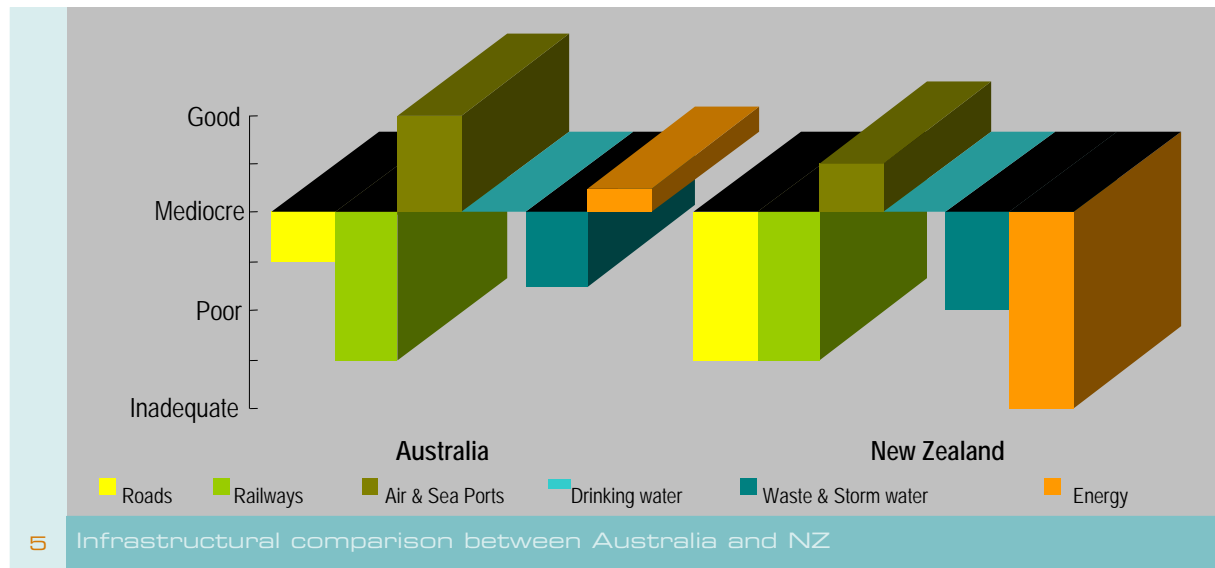 Good
Mediocre
Poor
Inadequate
Australia New Zealand
Roads Railways Air & Sea Ports Drinking water Waste & Storm water Energy
5 Infrastructural comparison between Australia and NZ